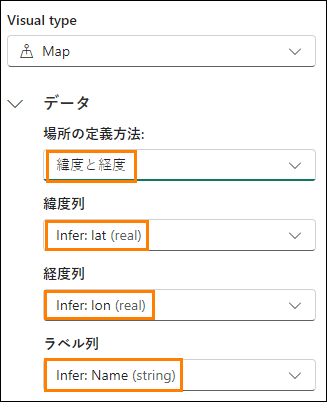 Visual type
Map
データ
場所の定義方法:
緯度と経度
緯度列
Infer: lat (real)
経度列
Infer: lon (real)
ラベル列
Infer: Name (string)